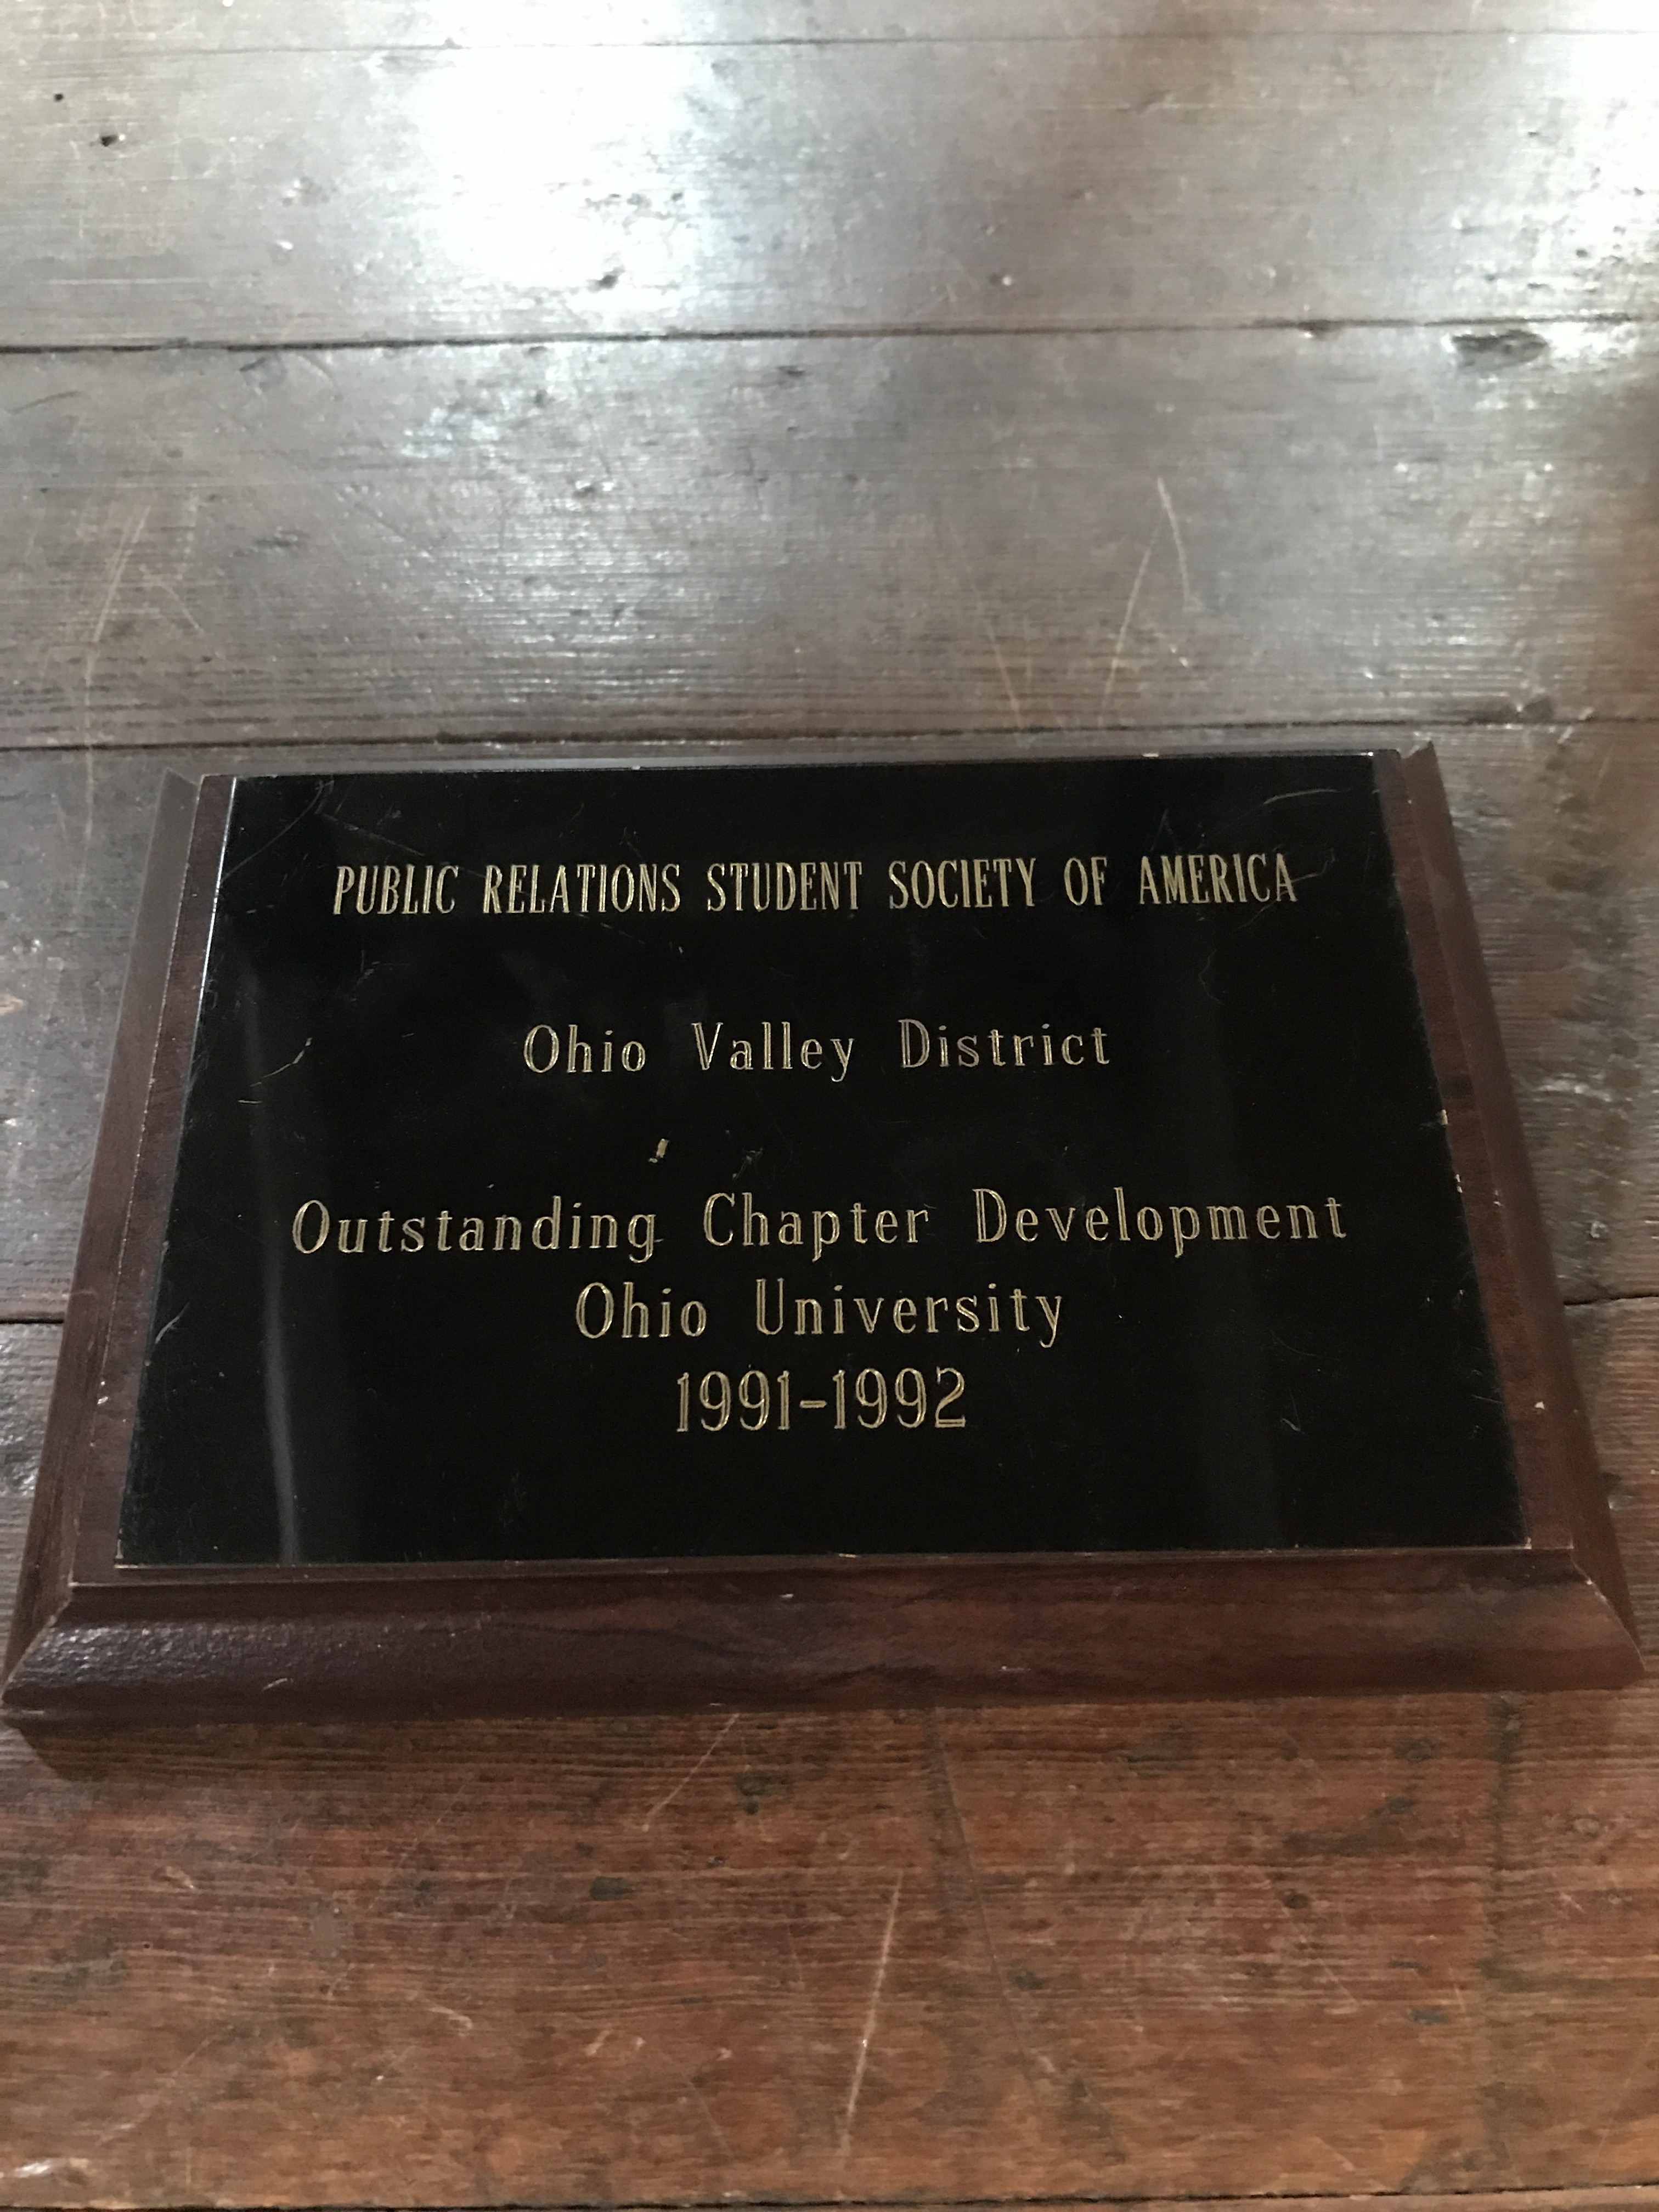 PUBLIC RELATIONS STUDENT SOCIETY OF AMERICA
Ohio Valley District
Outstanding Chapter Development
Ohio University
1991-1992